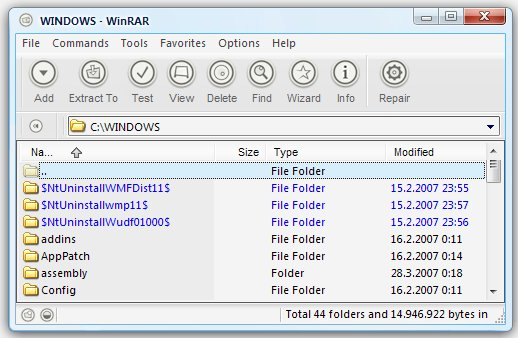 WINDOWS - WinRAR
File Commands Tools Favorites Options Help
Add Extract To Test View Delete Find Wizard Info Repair
C:\WINDOWS
Na... Size Type Modified
.. File Folder
$NtUninstallWMFDist11$ File Folder 15.2.2007 23:55
$NtUninstallwmp11$ File Folder 15.2.2007 23:57
$NtUninstallWudf01000$ File Folder 15.2.2007 23:56
addins File Folder 16.2.2007 0:11
AppPatch File Folder 16.2.2007 0:14
assembly Folder 28.3.2007 0:18
Config File Folder 16.2.2007 0:11
Total 44 folders and 14.946.922 bytes in